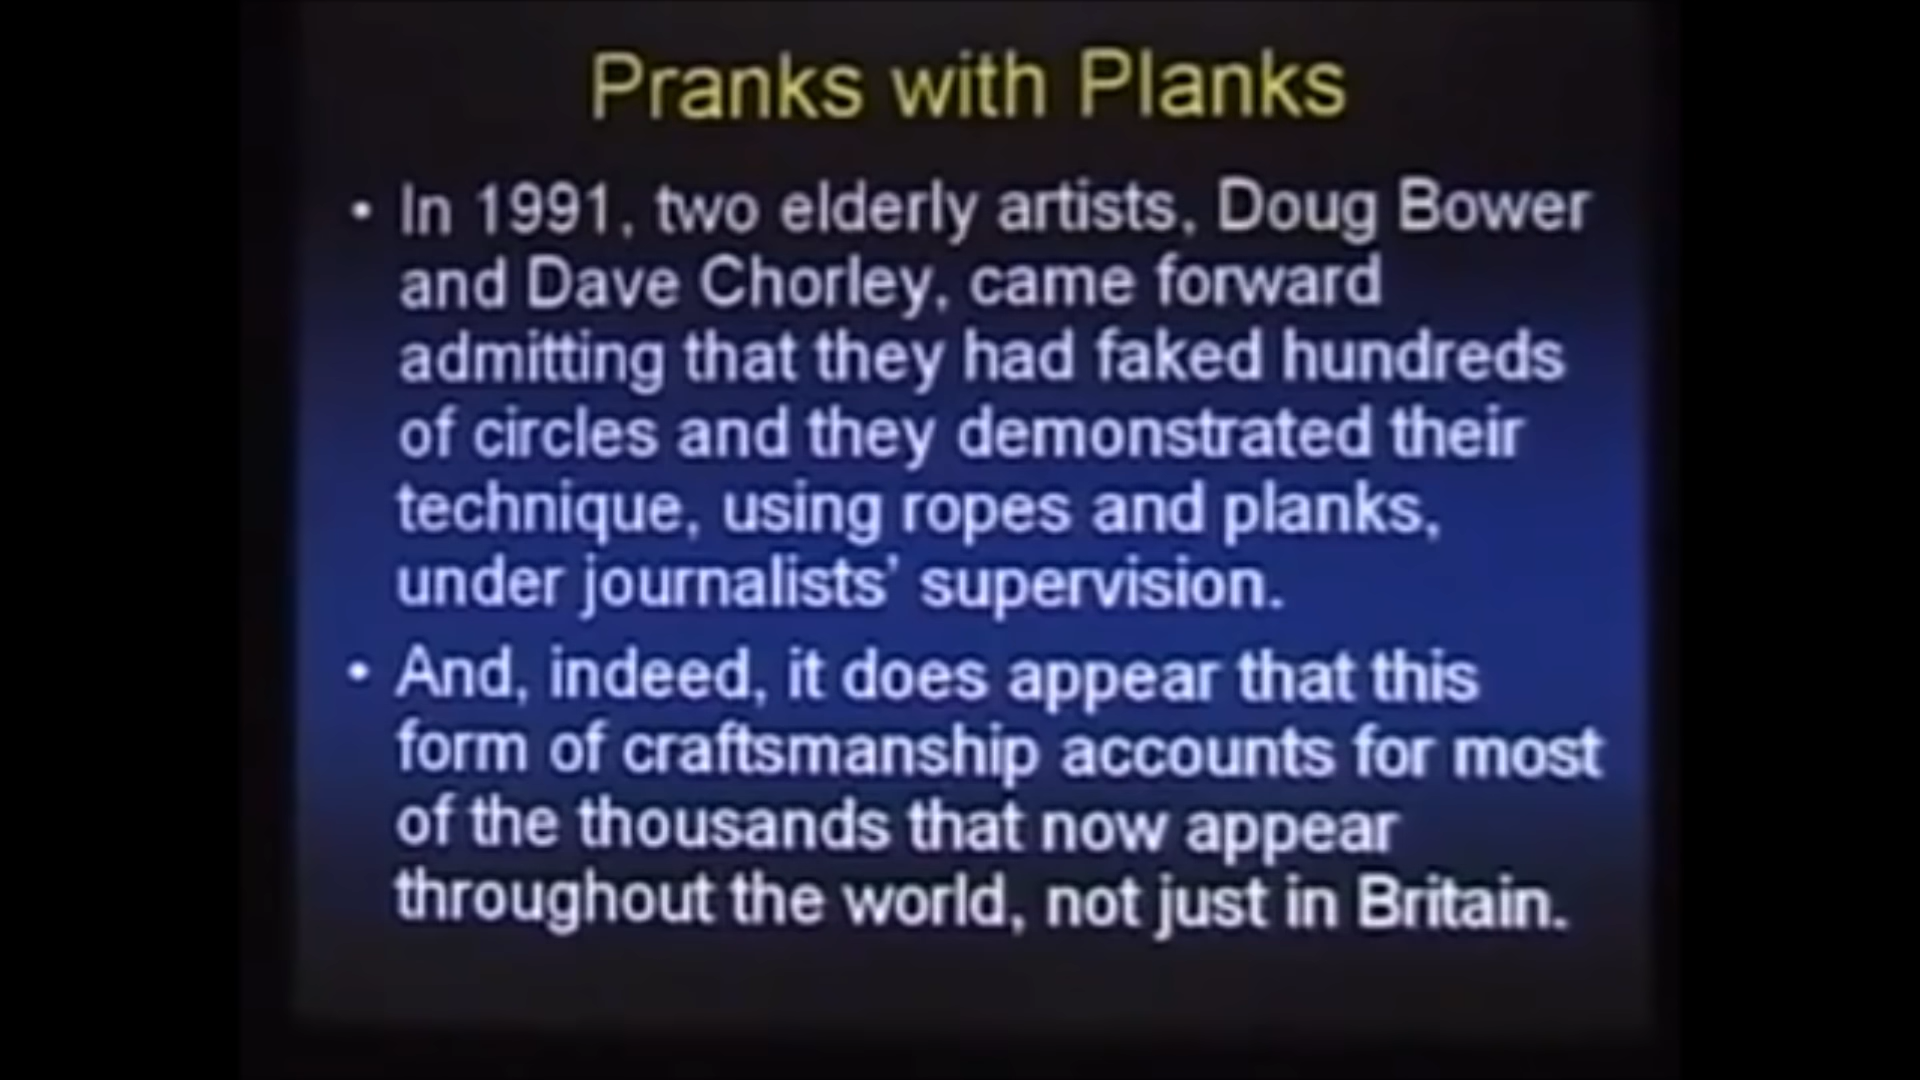 Pranks with Planks
• In 1991, two elderly artists, Doug Bower
and Dave Chorley, came forward
admitting that they had faked hundreds
of circles and they demonstrated their
technique, using ropes and planks,
under journalists' supervision.
• And, indeed, it does appear that this
form of craftsmanship accounts for most
of the thousands that now appear
throughout the world, not just in Britain.